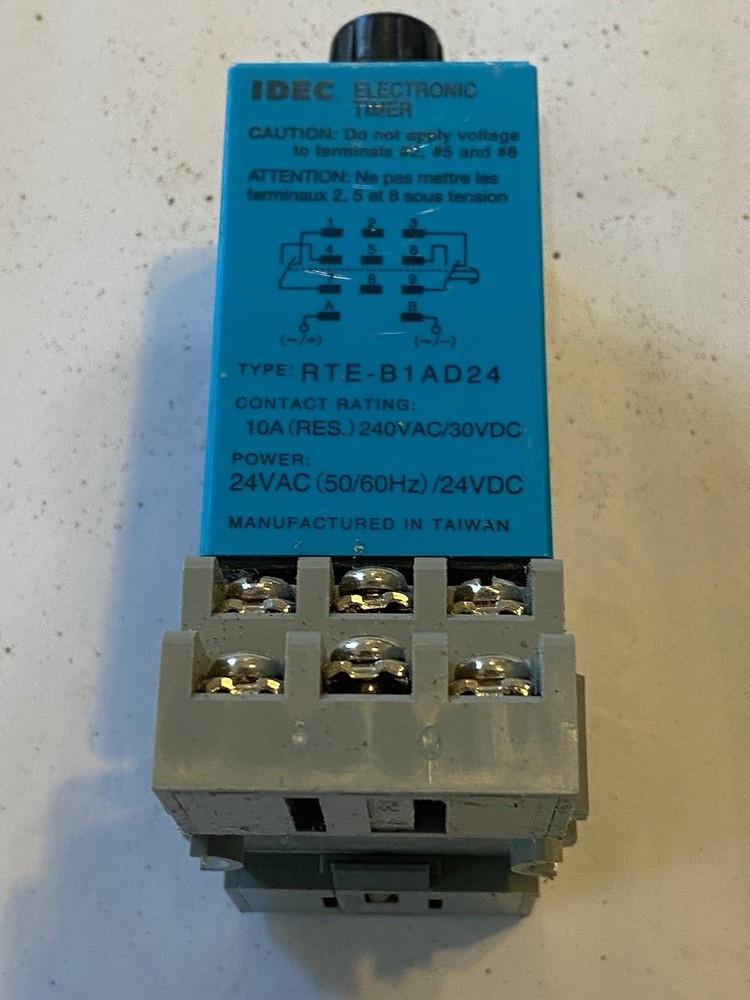 IDEC ELECTRONIC
TIMER
CAUTION: Do not apply voltage
to terminals #2, #5 and #8
ATTENTION: Ne pas mettre les
terminaux 2, 5 et 8 sous tension
1 2 3
4 5 6
7 8 9
A B
(~/+) (~/−)
TYPE: RTE-B1AD24
CONTACT RATING:
10A (RES.) 240VAC/30VDC
POWER:
24VAC (50/60Hz) /24VDC
MANUFACTURED IN TAIWAN